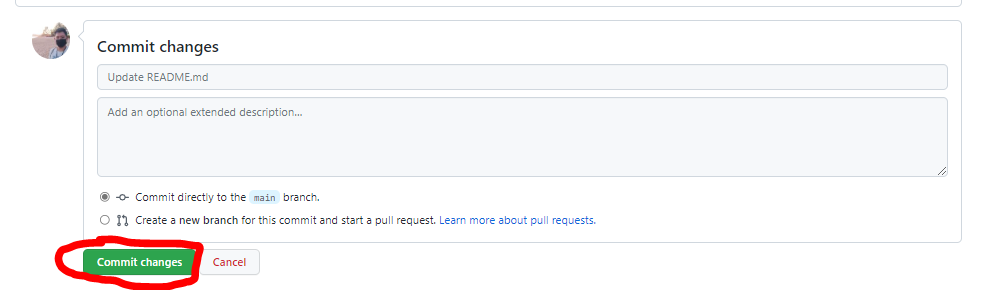 Commit changes
Update README.md
Add an optional extended description...
Commit directly to the main branch.
Create a new branch for this commit and start a pull request. Learn more about pull requests.
Commit changes Cancel